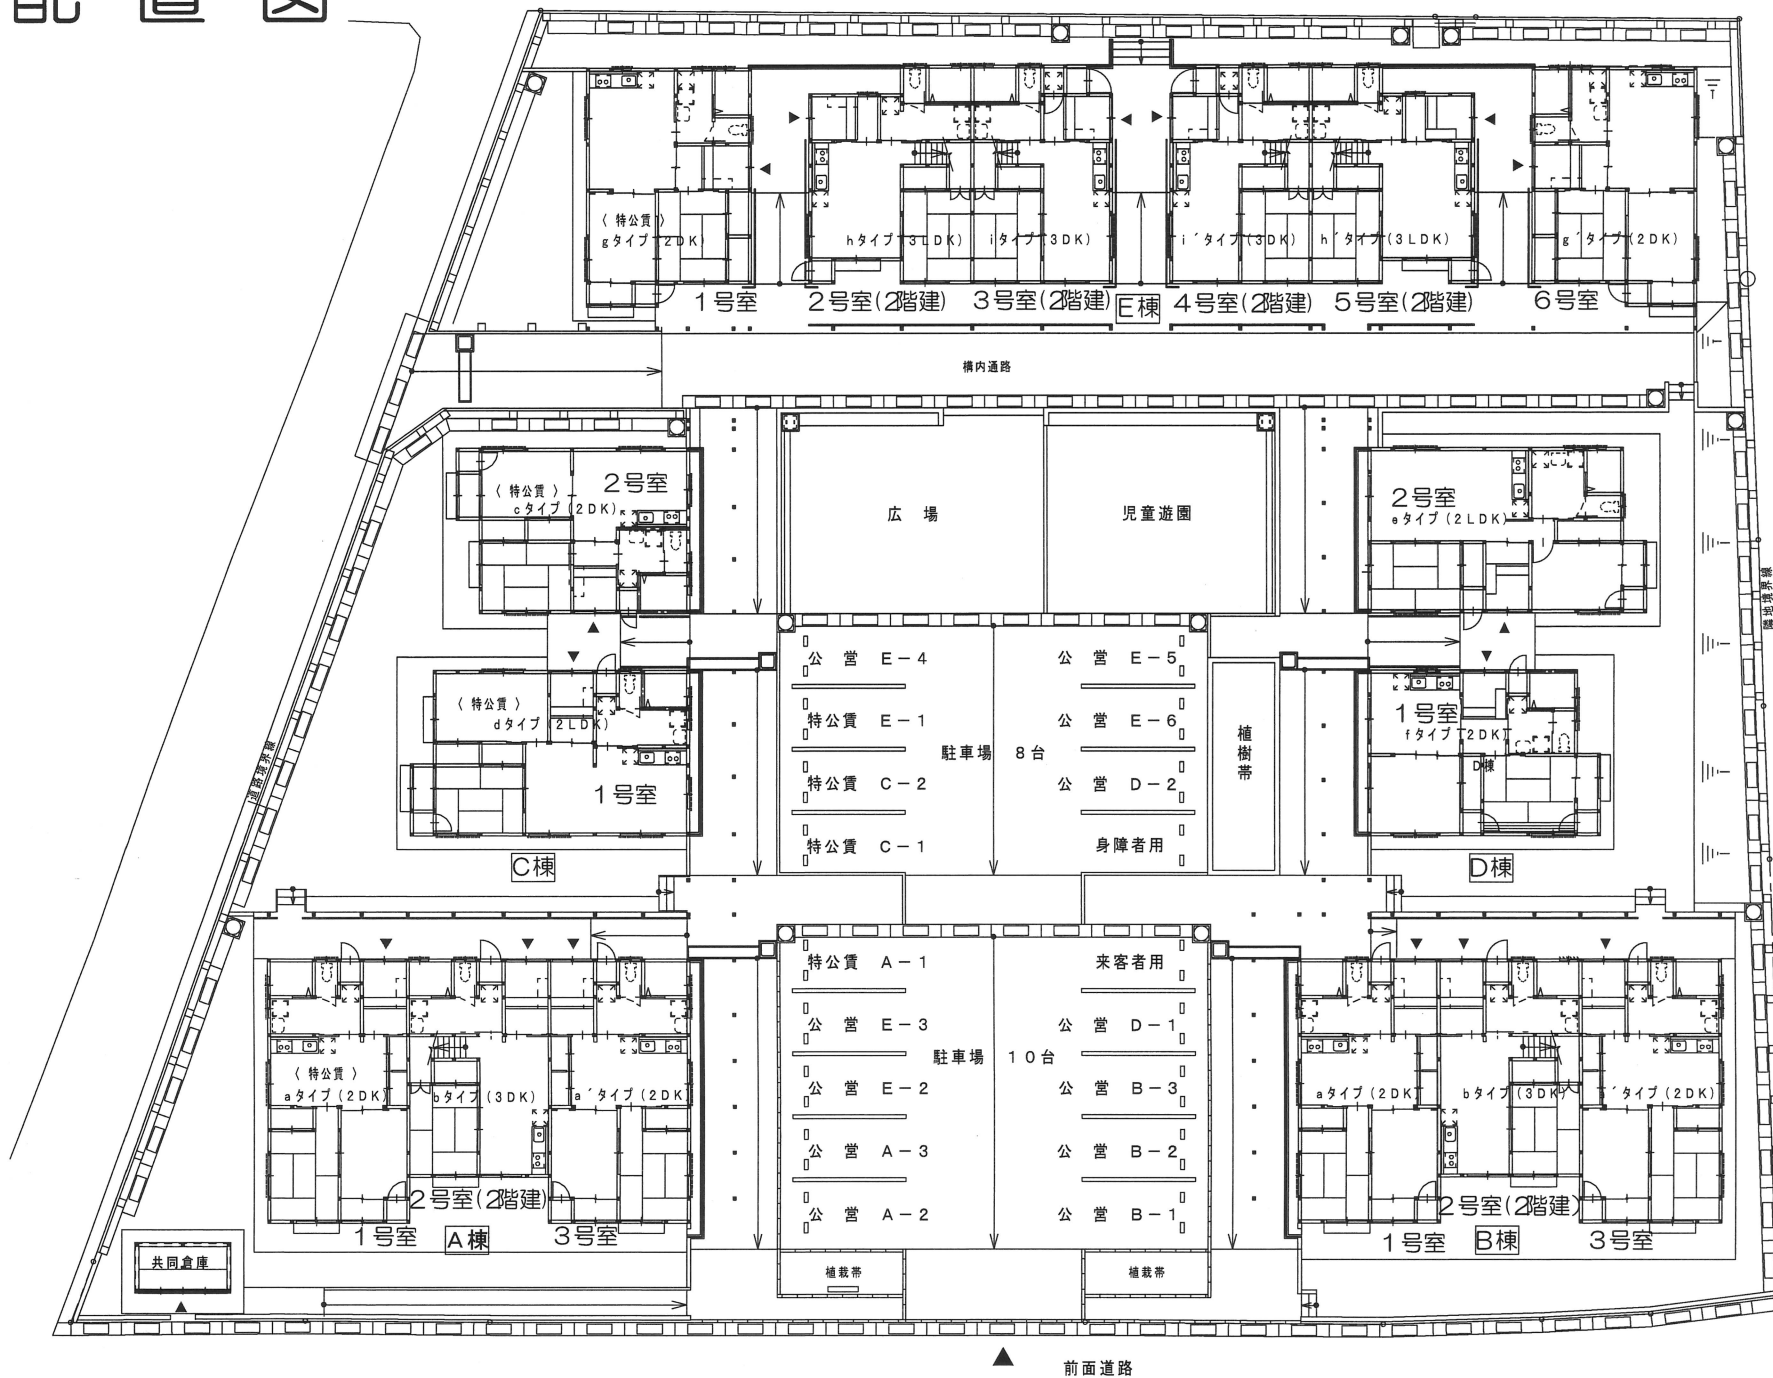 配置図
〈 特公賃 〉
gタイプ(2DK)
hタイプ(3LDK)
iタイプ(3DK)
i´タイプ(3DK)
h´タイプ(3LDK)
g´タイプ(2DK)
1号室
2号室(2階建)
3号室(2階建)
E棟
4号室(2階建)
5号室(2階建)
6号室
構内通路
〈 特公賃 〉
2号室
cタイプ(2DK)
広 場
児童遊園
2号室
eタイプ(2LDK)
隣地境界線
公 営 E-4
公 営 E-5
〈 特公賃 〉
dタイプ(2LDK)
特公賃 E-1
公 営 E-6
1号室
fタイプ(2DK)
D棟
駐車場 8台
植樹帯
道路境界線
1号室
特公賃 C-2
公 営 D-2
特公賃 C-1
身障者用
C棟
D棟
特公賃 A-1
来客者用
公 営 E-3
公 営 D-1
駐車場 10台
〈 特公賃 〉
aタイプ(2DK)
bタイプ(3DK)
a´タイプ(2DK)
公 営 E-2
公 営 B-3
aタイプ(2DK)
bタイプ(3DK)
´タイプ(2DK)
公 営 A-3
公 営 B-2
2号室(2階建)
公 営 A-2
公 営 B-1
2号室(2階建)
1号室
A棟
3号室
1号室
B棟
3号室
共同倉庫
植栽帯
植栽帯
前面道路